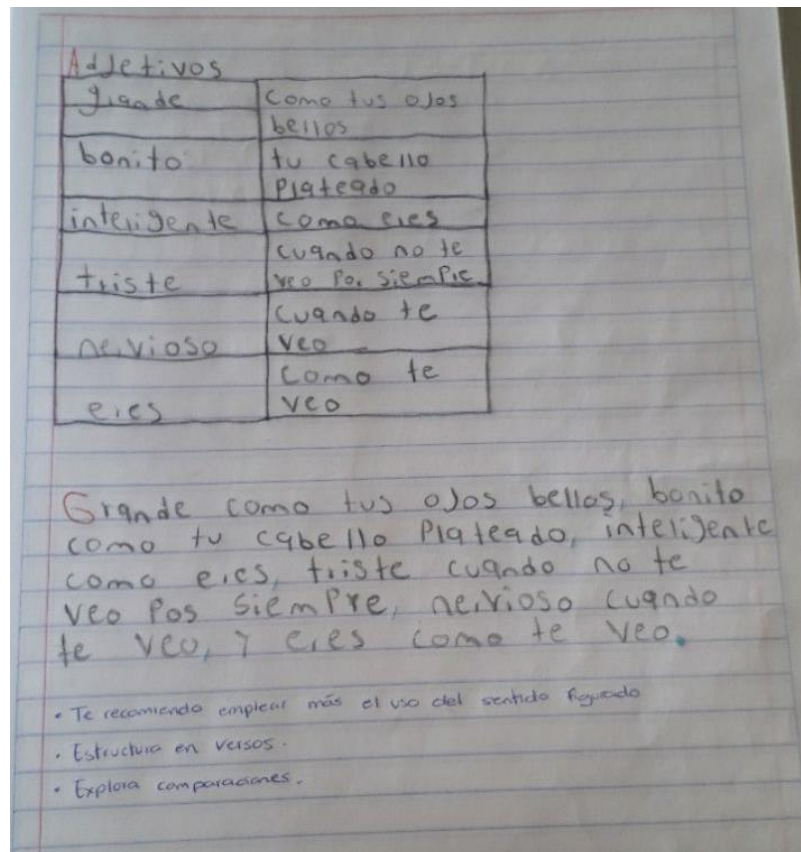 Adjetivos
grande como tus ojos
bellos
bonito tu cabello
plateado
inteligente como eres
cuando no te
triste veo por siempre
cuando te
nervioso veo
como te
eres veo
Grande como tus ojos bellos, bonito
como tu cabello Plateado, inteligente
como eres, triste cuando no te
veo Pos siempre, nervioso cuando
te veo, y eres como te veo.
• Te recomiendo emplear más el uso del sentido figurado
• Estructura en versos.
• Explora comparaciones.